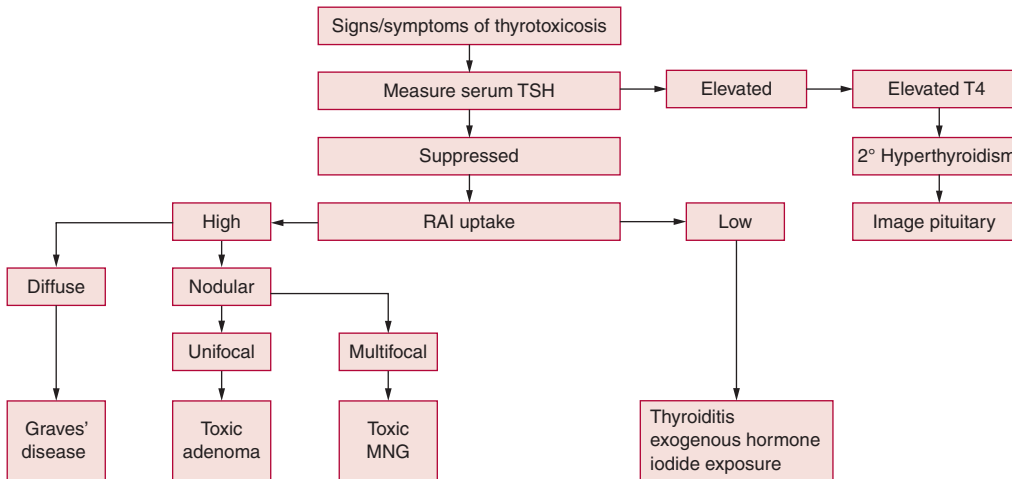 Signs/symptoms of thyrotoxicosis
Measure serum TSH
Elevated
Elevated T4
Suppressed
2° Hyperthyroidism
High
RAI uptake
Low
Image pituitary
Diffuse
Nodular
Unifocal
Multifocal
Graves'
disease
Toxic
adenoma
Toxic
MNG
Thyroiditis
exogenous hormone
iodide exposure